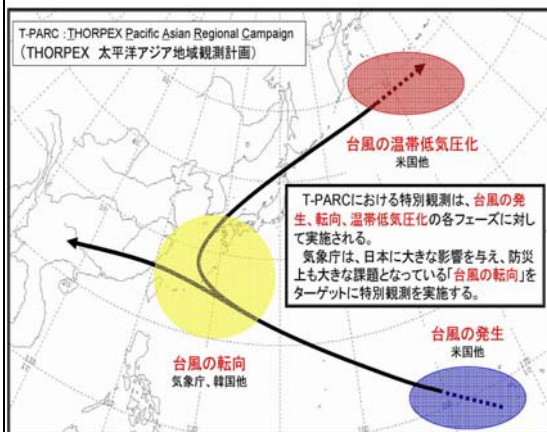 T-PARC : THORPEX Pacific Asian Regional Campaign
(THORPEX 太平洋アジア地域観測計画)
台風の温帯低気圧化
米国他
T-PARCにおける特別観測は、台風の発
生、転向、温帯低気圧化の各フェーズに対し
て実施される。
気象庁は、日本に大きな影響を与え、防災
上も大きな課題となっている「台風の転向」を
ターゲットに特別観測を実施する。
台風の転向
気象庁、韓国他
台風の発生
米国他